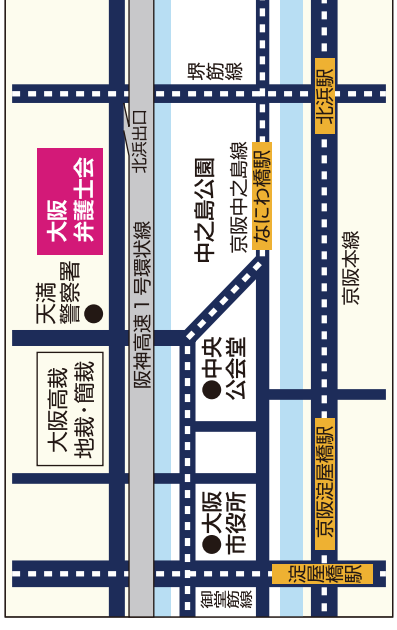 大阪高裁
地裁・簡裁
天満
警察署
大阪
弁護士会
阪神高速1号環状線
北浜出口
御堂筋線
大阪
市役所
中央
公会堂
中之島公園
堺筋線
京阪中之島線
なにわ橋駅
淀屋橋駅
京阪淀屋橋駅
北浜駅
京阪本線